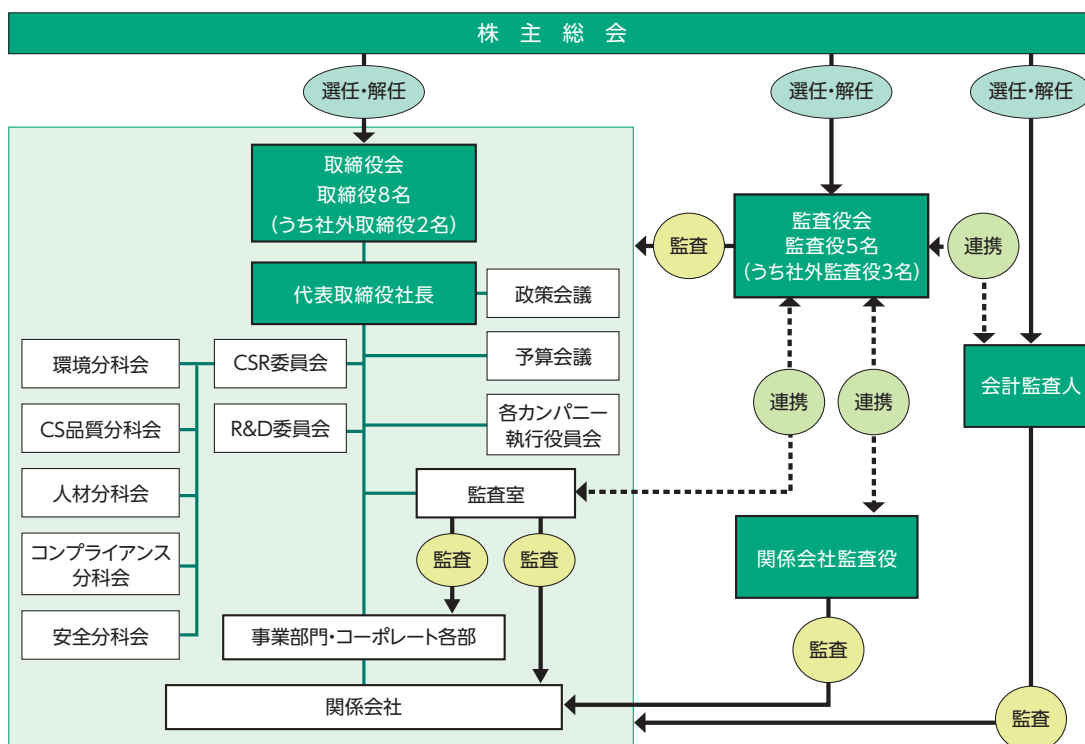 株主総会
選任・解任
選任・解任
選任・解任
取締役会
取締役8名
(うち社外取締役2名)
監査
監査役会
監査役5名
(うち社外監査役3名)
連携
代表取締役社長
政策会議
環境分科会
CSR委員会
予算会議
会計監査人
連携
連携
CS品質分科会
R&D委員会
各カンパニー
執行役員会
人材分科会
監査室
コンプライアンス
分科会
監査
監査
関係会社監査役
安全分科会
事業部門・コーポレート各部
監査
関係会社
監査